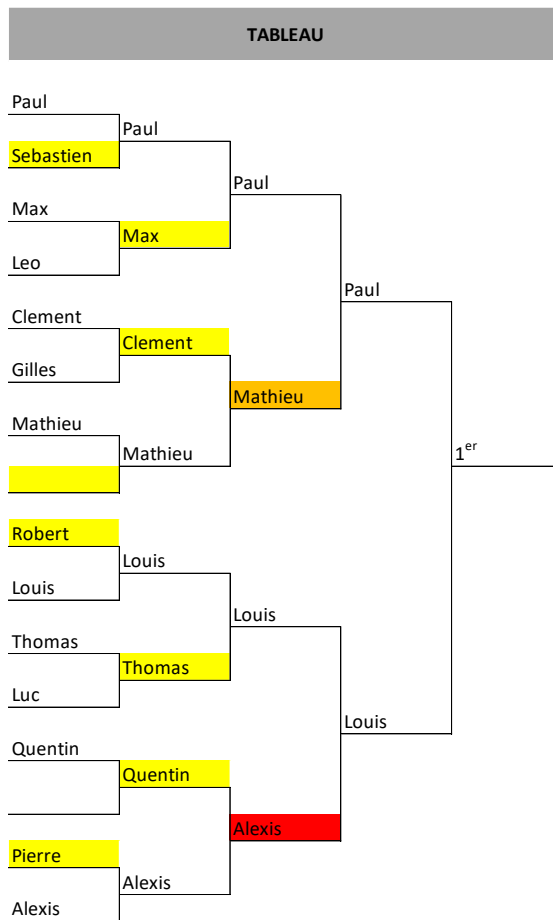 TABLEAU
Paul
Paul
Sebastien
Paul
Max
Max
Leo
Paul
Clement
Clement
Gilles
Mathieu
Mathieu
Mathieu
1er
Robert
Louis
Louis
Louis
Thomas
Thomas
Luc
Louis
Quentin
Quentin
Alexis
Pierre
Alexis
Alexis